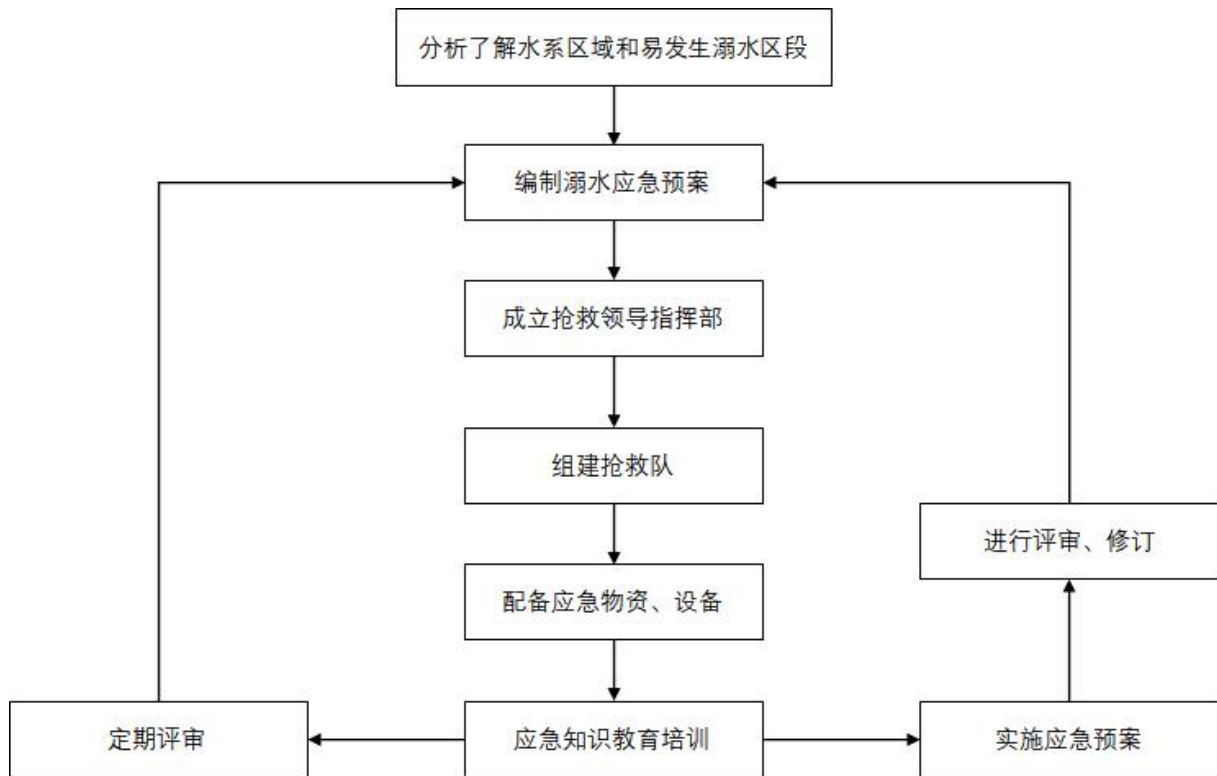 分析了解水系区域和易发生溺水区段
编制溺水应急预案
成立抢救领导指挥部
组建抢救队
进行评审、修订
配备应急物资、设备
定期评审
应急知识教育培训
实施应急预案